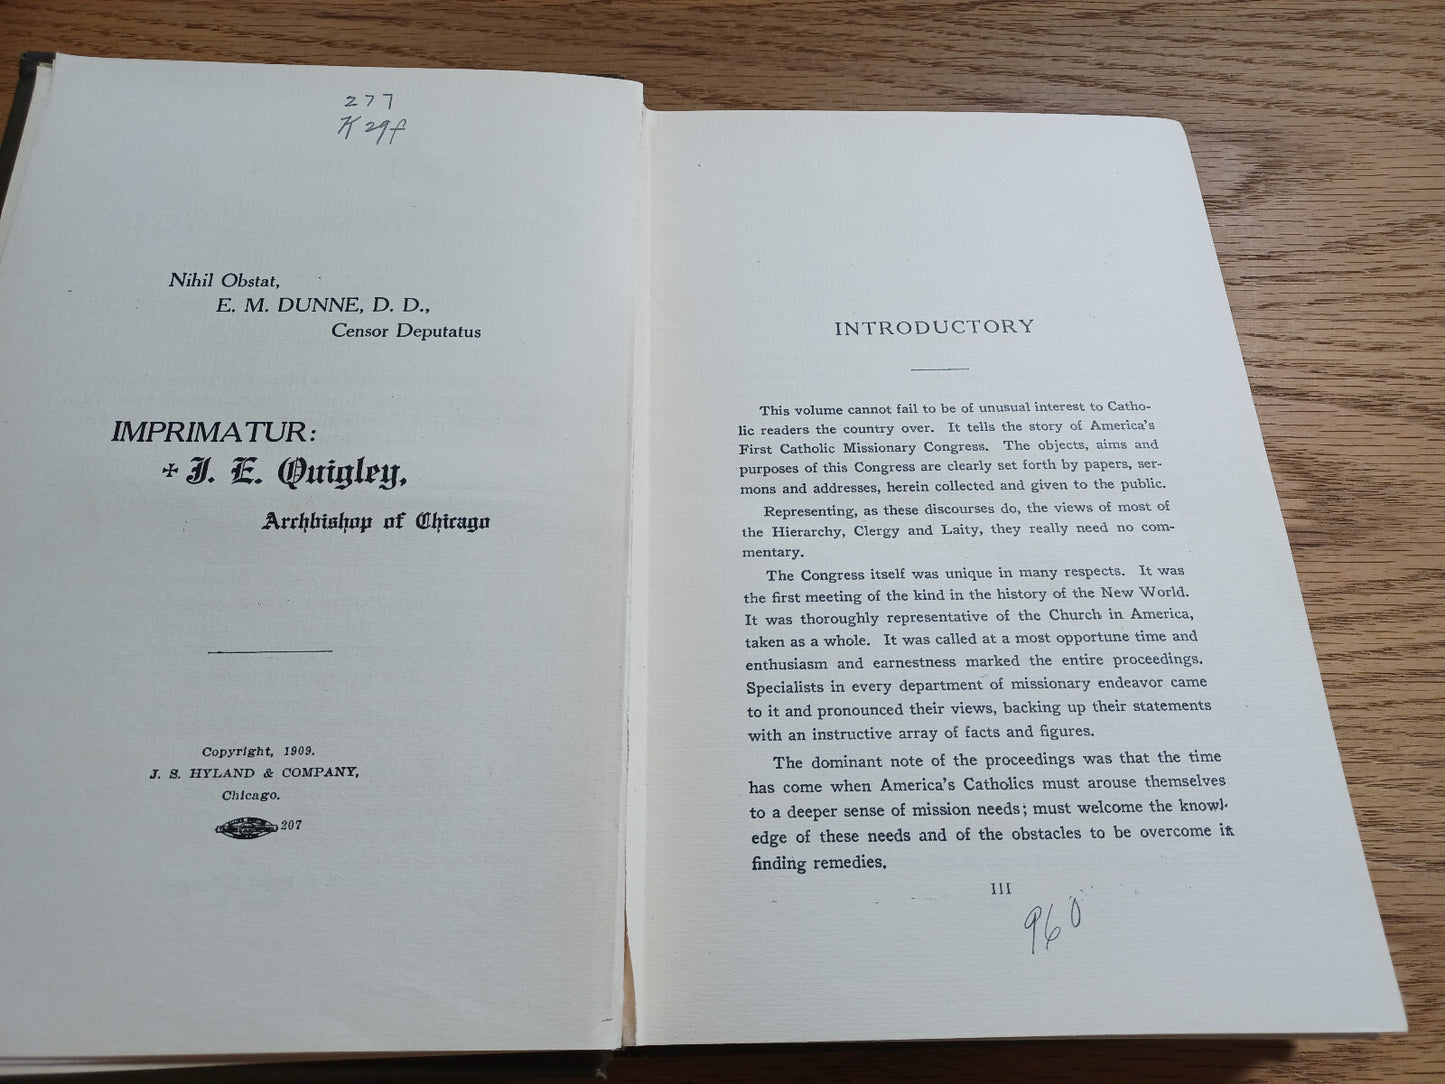 277
K29f
Nihil Obstat,
E. M. DUNNE, D. D.,
Censor Deputatus
IMPRIMATUR:
✠ J. E. Quigley,
Archbishop of Chicago
Copyright, 1909.
J. S. HYLAND & COMPANY,
Chicago.
207
INTRODUCTORY
This volume cannot fail to be of unusual interest to Catho-
lic readers the country over. It tells the story of America's
First Catholic Missionary Congress. The objects, aims and
purposes of this Congress are clearly set forth by papers, ser-
mons and addresses, herein collected and given to the public.
Representing, as these discourses do, the views of most of
the Hierarchy, Clergy and Laity, they really need no com-
mentary.
The Congress itself was unique in many respects. It was
the first meeting of the kind in the history of the New World.
It was thoroughly representative of the Church in America,
taken as a whole. It was called at a most opportune time and
enthusiasm and earnestness marked the entire proceedings.
Specialists in every department of missionary endeavor came
to it and pronounced their views, backing up their statements
with an instructive array of facts and figures.
The dominant note of the proceedings was that the time
has come when America's Catholics must arouse themselves
to a deeper sense of mission needs; must welcome the knowl-
edge of these needs and of the obstacles to be overcome in
finding remedies.
III
960